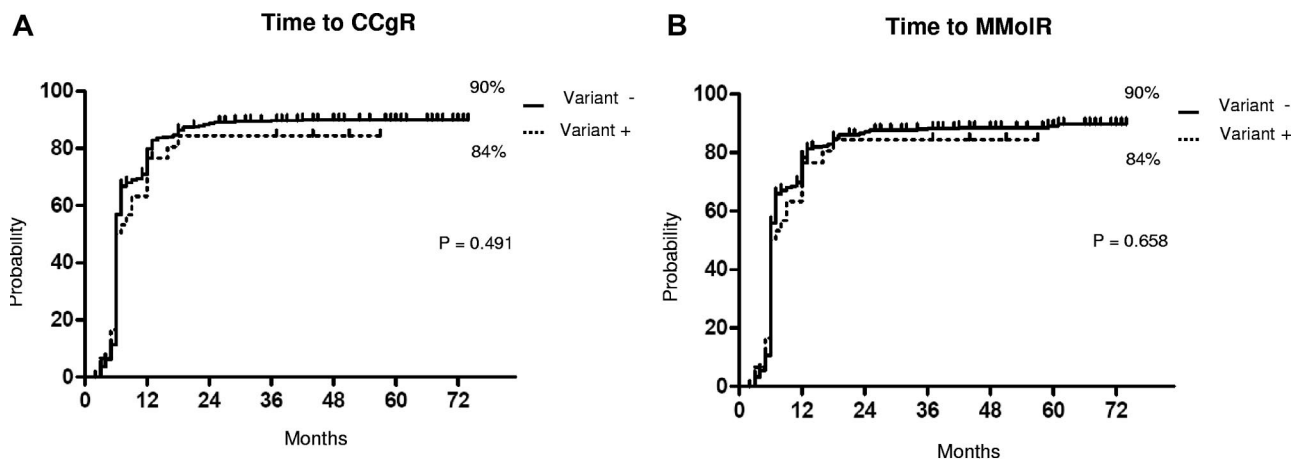 A
Time to CCgR
100
80
60
40
20
0
Probability
0 12 24 36 48 60 72
Months
90%
84%
Variant -
Variant +
P = 0.491
B
Time to MMolR
100
80
60
40
20
0
Probability
0 12 24 36 48 60 72
Months
90%
84%
Variant -
Variant +
P = 0.658